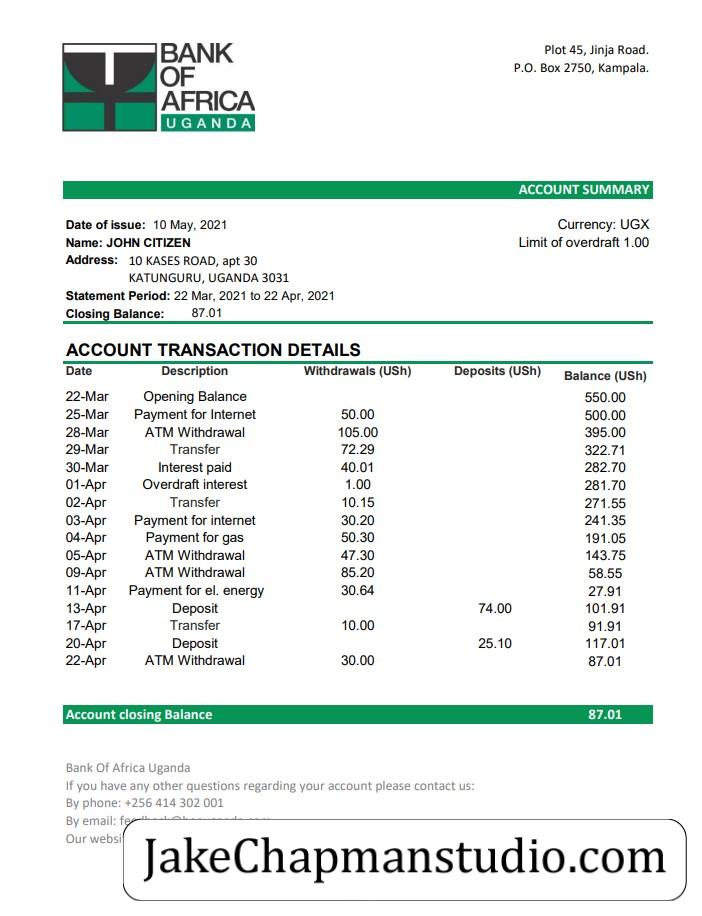 BANK
OF
AFRICA
UGANDA
Plot 45, Jinja Road.
P.O. Box 2750, Kampala.
ACCOUNT SUMMARY
Date of issue: 10 May, 2021
Currency: UGX
Name: JOHN CITIZEN
Limit of overdraft 1.00
Address: 10 KASES ROAD, apt 30
KATUNGURU, UGANDA 3031
Statement Period: 22 Mar, 2021 to 22 Apr, 2021
Closing Balance: 87.01
ACCOUNT TRANSACTION DETAILS
Date Description Withdrawals (USh) Deposits (USh) Balance (USh)
22-Mar Opening Balance 550.00
25-Mar Payment for Internet 50.00 500.00
28-Mar ATM Withdrawal 105.00 395.00
29-Mar Transfer 72.29 322.71
30-Mar Interest paid 40.01 282.70
01-Apr Overdraft interest 1.00 281.70
02-Apr Transfer 10.15 271.55
03-Apr Payment for internet 30.20 241.35
04-Apr Payment for gas 50.30 191.05
05-Apr ATM Withdrawal 47.30 143.75
09-Apr ATM Withdrawal 85.20 58.55
11-Apr Payment for el. energy 30.64 27.91
13-Apr Deposit 74.00 101.91
17-Apr Transfer 10.00 91.91
20-Apr Deposit 25.10 117.01
22-Apr ATM Withdrawal 30.00 87.01
Account closing Balance 87.01
Bank Of Africa Uganda
If you have any other questions regarding your account please contact us:
By phone: +256 414 302 001
By email:
Our
JakeChapmanstudio.com